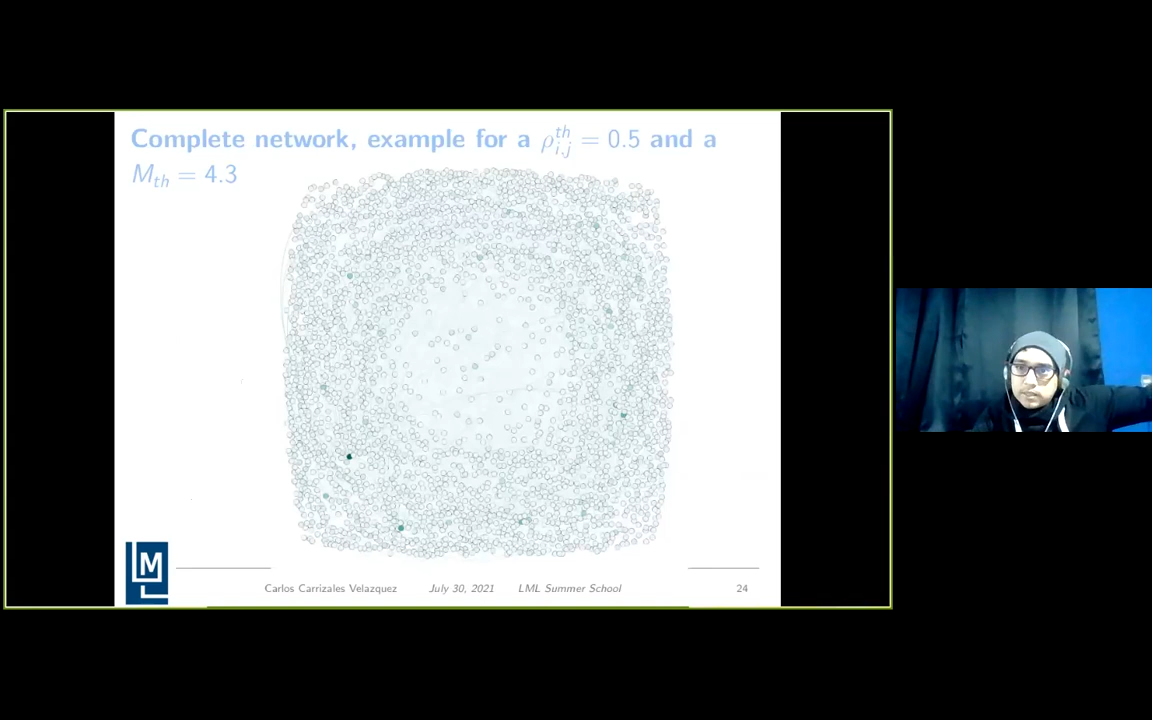 Complete network, example for a ρ^{th}_{i,j} = 0.5 and a
M_{th} = 4.3
LML
Carlos Carrizales Velazquez July 30, 2021 LML Summer School 24